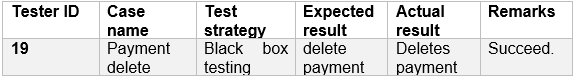 Tester ID Case name Test strategy Expected result Actual result Remarks
19 Payment delete Black box testing delete payment Deletes payment Succeed.